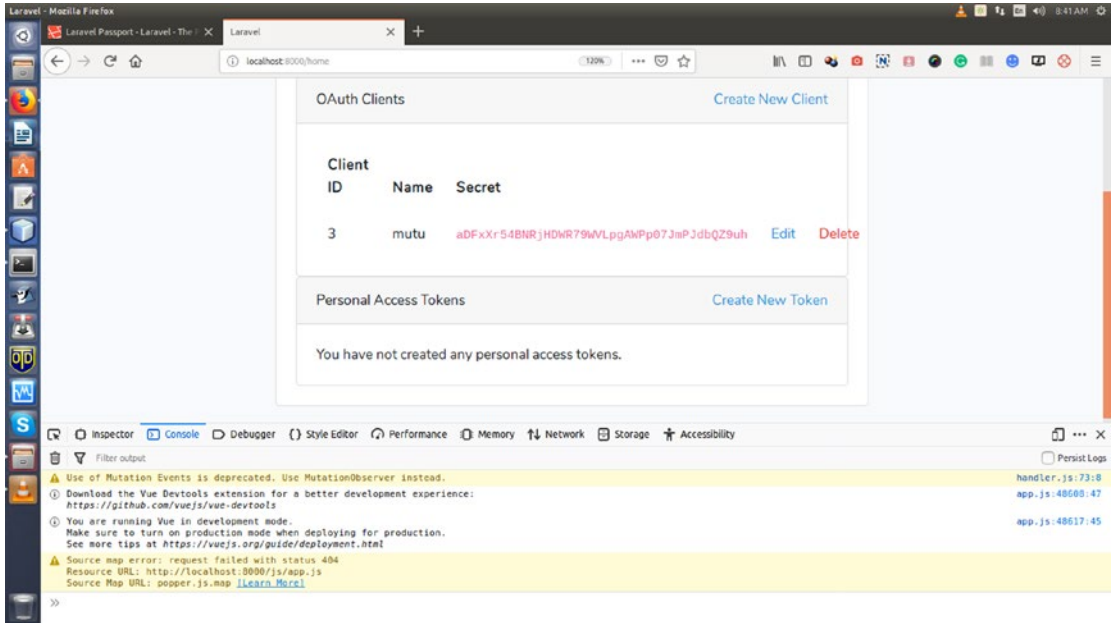 Laravel - Mozilla Firefox
En
8:41 AM
Laravel Passport - Laravel - The
Laravel
localhost:8000/home
120%
OAuth Clients
Create New Client
Client
ID Name Secret
3 mutu aDFxXr54BNRjHDWR79WVLpgAWPp07JmPJdbQZ9uh Edit Delete
Personal Access Tokens
Create New Token
You have not created any personal access tokens.
Inspector Console Debugger {} Style Editor Performance Memory Network Storage Accessibility
Filter output
Persist Logs
Use of Mutation Events is deprecated. Use MutationObserver instead. handler.js:73:8
Download the Vue Devtools extension for a better development experience: app.js:48608:47
https://github.com/vuejs/vue-devtools
You are running Vue in development mode. app.js:48617:45
Make sure to turn on production mode when deploying for production.
See more tips at https://vuejs.org/guide/deployment.html
Source map error: request failed with status 404
Resource URL: http://localhost:8000/js/app.js
Source Map URL: popper.js.map [Learn More]